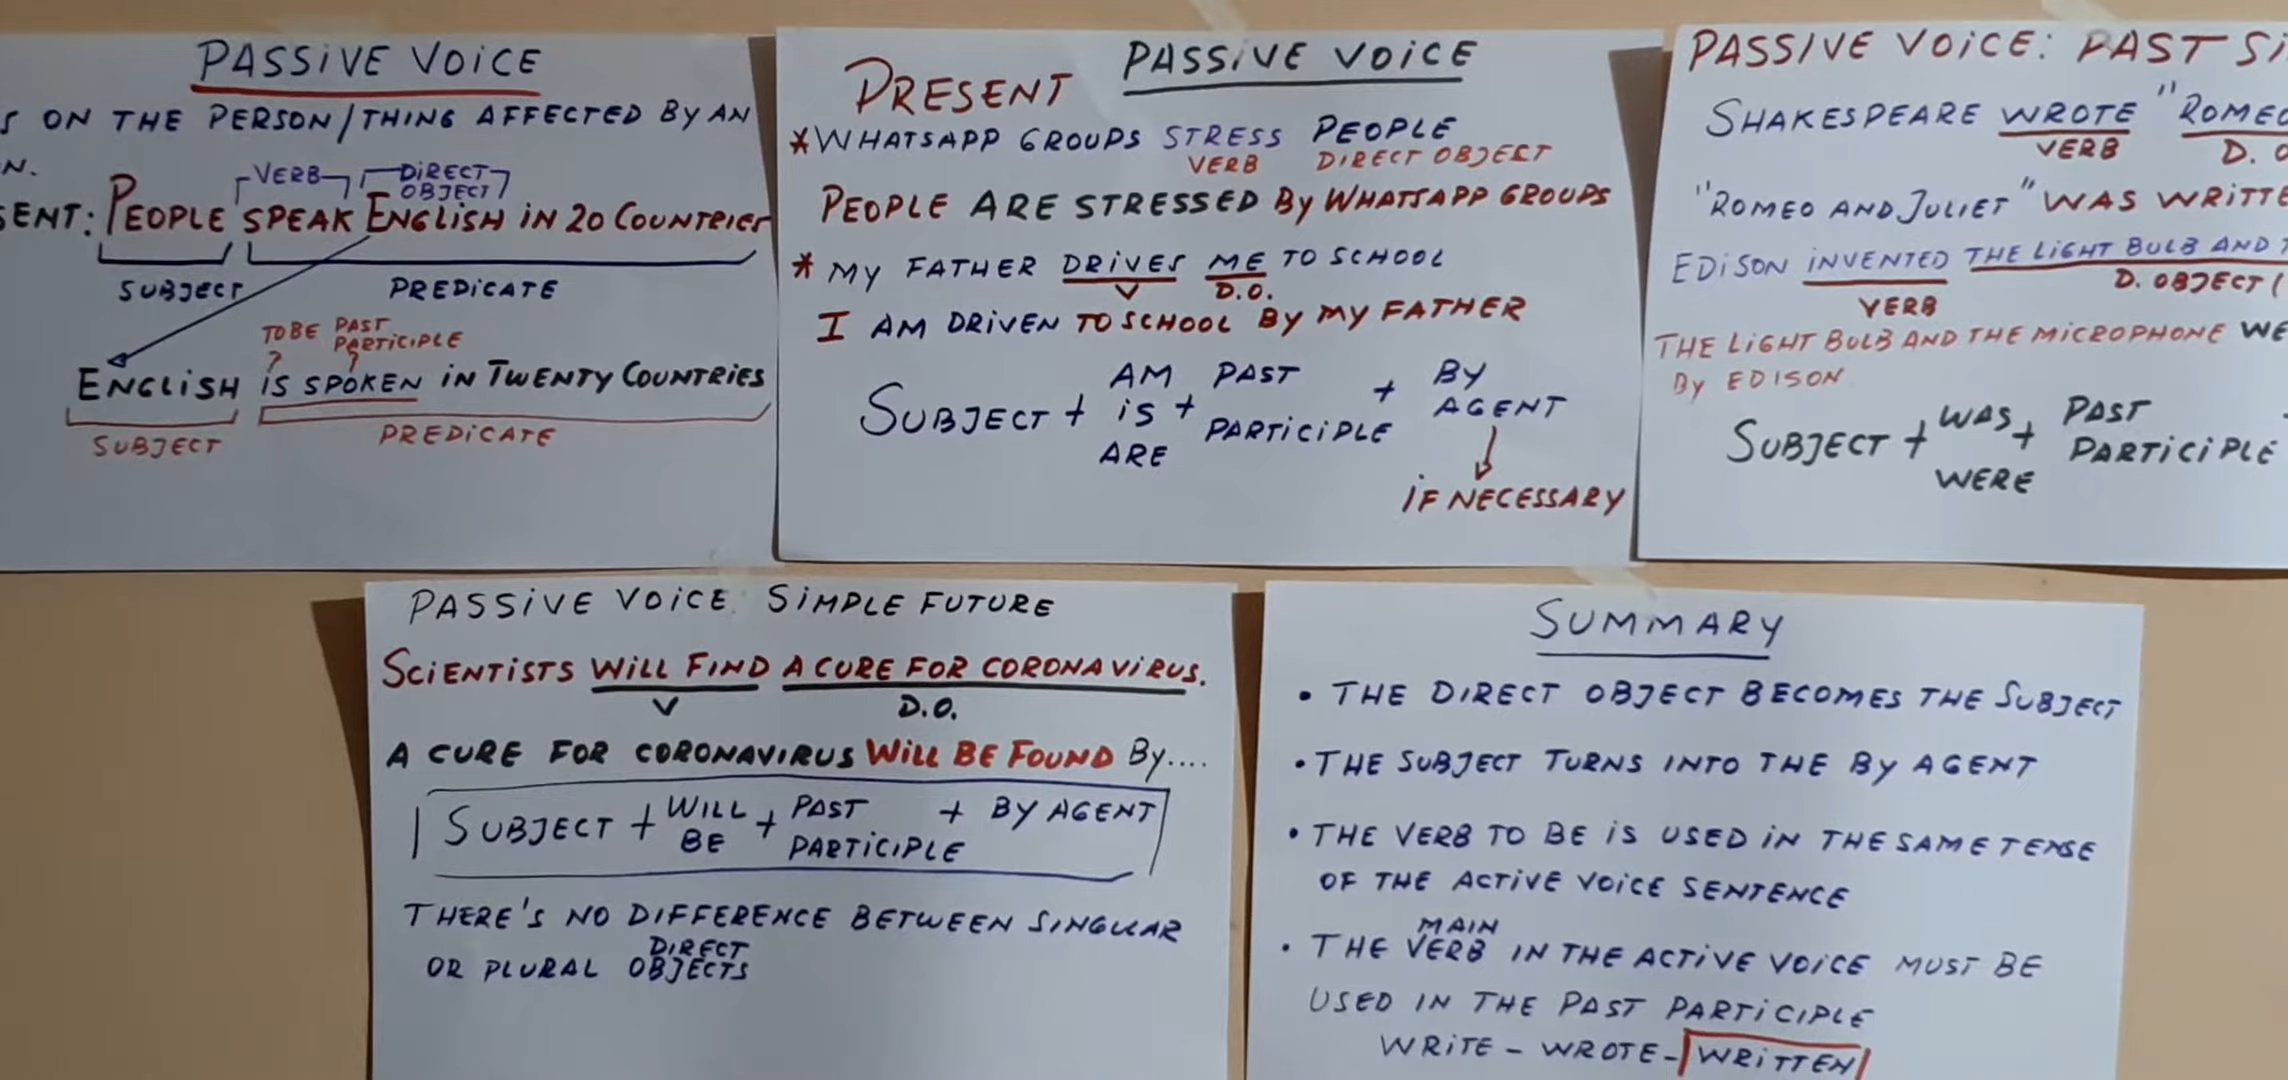 PASSIVE VOICE
ON THE PERSON/THING AFFECTED BY AN
N.
VERB DIRECT OBJECT
SENT: PEOPLE SPEAK ENGLISH IN 20 COUNTRIES
SUBJECT PREDICATE
TO BE PAST PARTICIPLE
? ?
ENGLISH IS SPOKEN IN TWENTY COUNTRIES
SUBJECT PREDICATE
PASSIVE VOICE
PRESENT
*WHATSAPP GROUPS STRESS PEOPLE
VERB DIRECT OBJECT
PEOPLE ARE STRESSED BY WHATSAPP GROUPS
* MY FATHER DRIVES ME TO SCHOOL
V D.O.
I AM DRIVEN TO SCHOOL BY MY FATHER
SUBJECT + AM IS ARE + PAST PARTICIPLE + BY AGENT
IF NECESSARY
PASSIVE VOICE: PAST SI
SHAKESPEARE WROTE "ROMEO
VERB D. O
"ROMEO AND JULIET" WAS WRITTE
EDISON INVENTED THE LIGHT BULB AND T
VERB D. OBJECT (
THE LIGHT BULB AND THE MICROPHONE WE
BY EDISON
SUBJECT + WAS WERE + PAST PARTICIPLE
PASSIVE VOICE: SIMPLE FUTURE
SCIENTISTS WILL FIND A CURE FOR CORONAVIRUS.
V D.O.
A CURE FOR CORONAVIRUS WILL BE FOUND BY....
SUBJECT + WILL BE + PAST PARTICIPLE + BY AGENT
THERE'S NO DIFFERENCE BETWEEN SINGULAR
OR PLURAL DIRECT OBJECTS
SUMMARY
• THE DIRECT OBJECT BECOMES THE SUBJECT
• THE SUBJECT TURNS INTO THE BY AGENT
• THE VERB TO BE IS USED IN THE SAME TENSE
OF THE ACTIVE VOICE SENTENCE
• THE MAIN VERB IN THE ACTIVE VOICE MUST BE
USED IN THE PAST PARTICIPLE
WRITE - WROTE - WRITTEN